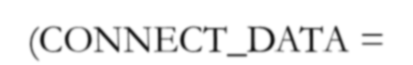 (CONNECT_DATA =